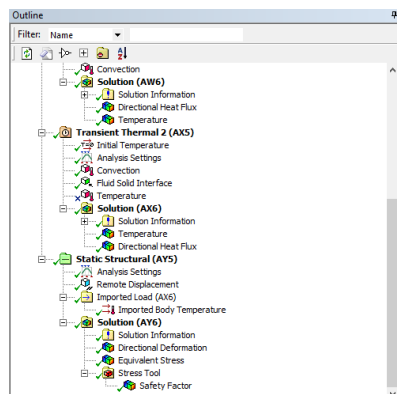 Outline
Filter: Name
Convection
Solution (AW6)
Solution Information
Directional Heat Flux
Temperature
Transient Thermal 2 (AX5)
Initial Temperature
Analysis Settings
Convection
Fluid Solid Interface
Temperature
Solution (AX6)
Solution Information
Temperature
Directional Heat Flux
Static Structural (AY5)
Analysis Settings
Remote Displacement
Imported Load (AX6)
Imported Body Temperature
Solution (AY6)
Solution Information
Directional Deformation
Equivalent Stress
Stress Tool
Safety Factor